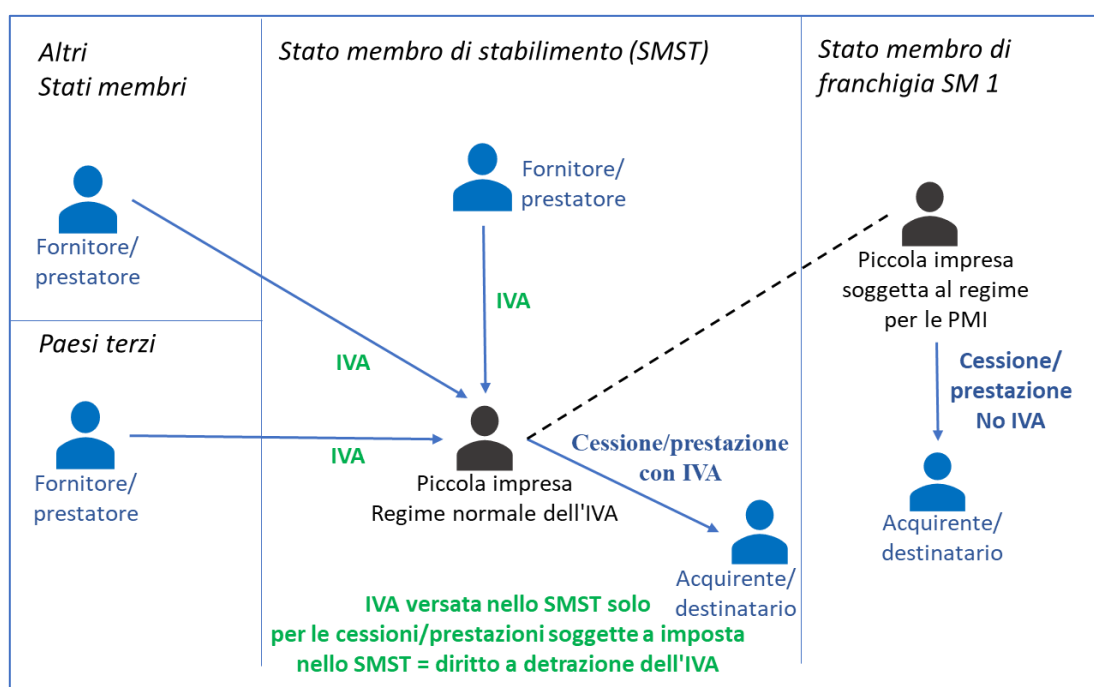 Altri
Stati membri
Fornitore/
prestatore
Paesi terzi
Fornitore/
prestatore
Stato membro di stabilimento (SMST)
Fornitore/
prestatore
IVA
IVA
IVA
Piccola impresa
Regime normale dell'IVA
Cessione/prestazione
con IVA
Acquirente/
destinatario
IVA versata nello SMST solo
per le cessioni/prestazioni soggette a imposta
nello SMST = diritto a detrazione dell'IVA
Stato membro di
franchigia SM 1
Piccola impresa
soggetta al regime
per le PMI
Cessione/
prestazione
No IVA
Acquirente/
destinatario